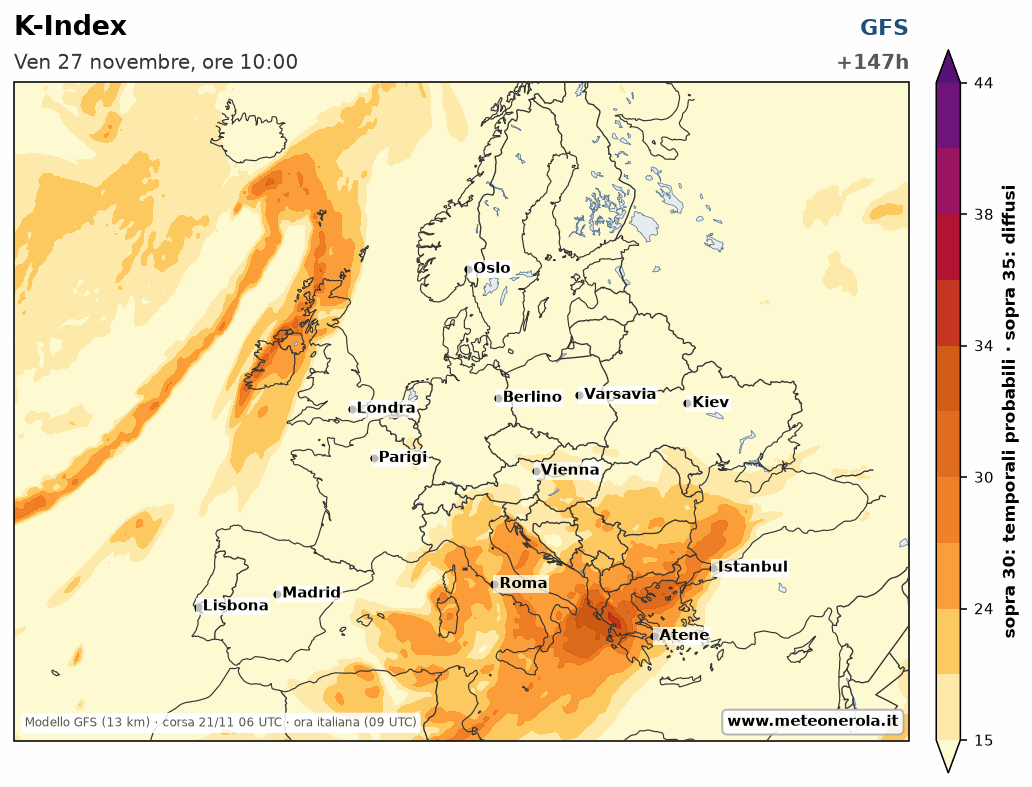 K-Index
GFS
Ven 27 novembre, ore 10:00
+147h
44
38
34
30
24
15
sopra 30: temporali probabili · sopra 35: diffusi
Oslo
Berlino
Varsavia
Kiev
Londra
Parigi
Vienna
Istanbul
Roma
Madrid
Lisbona
Atene
Modello GFS (13 km) · corsa 21/11 06 UTC · ora italiana (09 UTC)
www.meteonerola.it